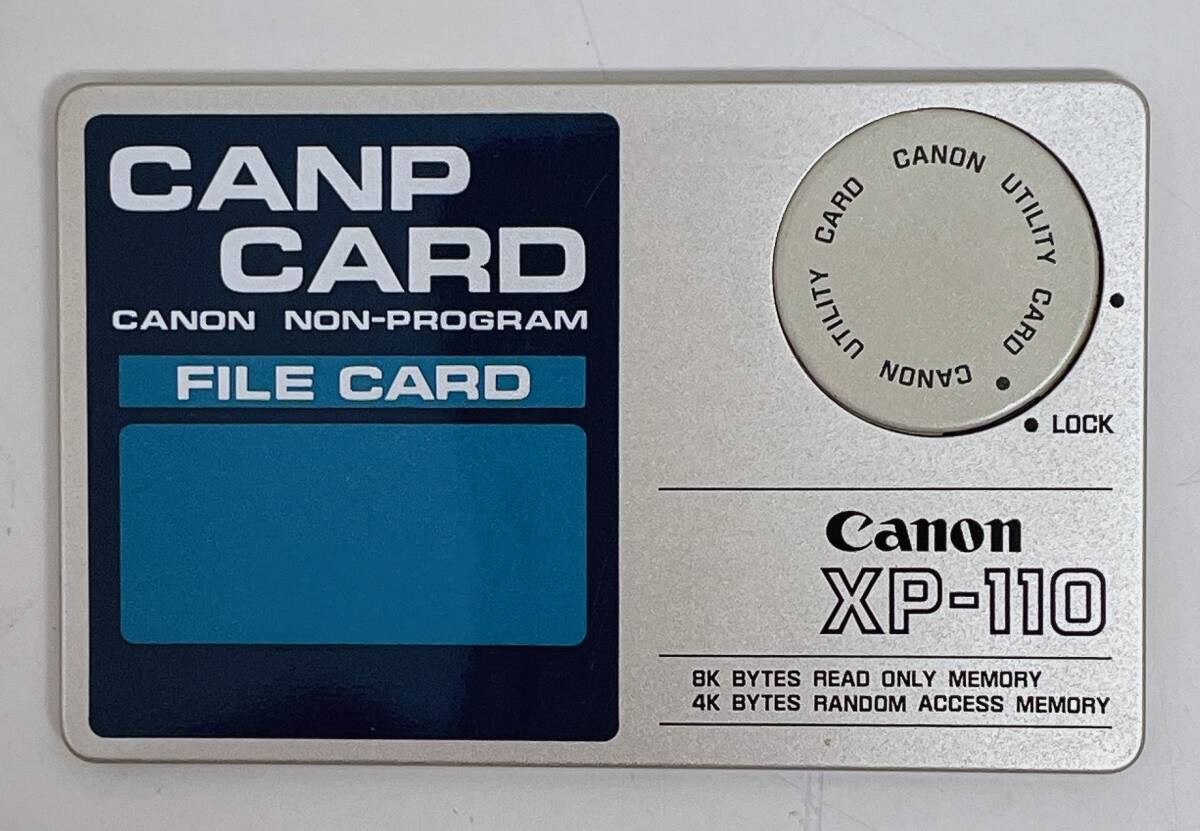 CANP
CARD
CANON NON-PROGRAM
FILE CARD
CANON UTILITY CARD
CANON UTILITY CARD
LOCK
Canon
XP-110
8K BYTES READ ONLY MEMORY
4K BYTES RANDOM ACCESS MEMORY